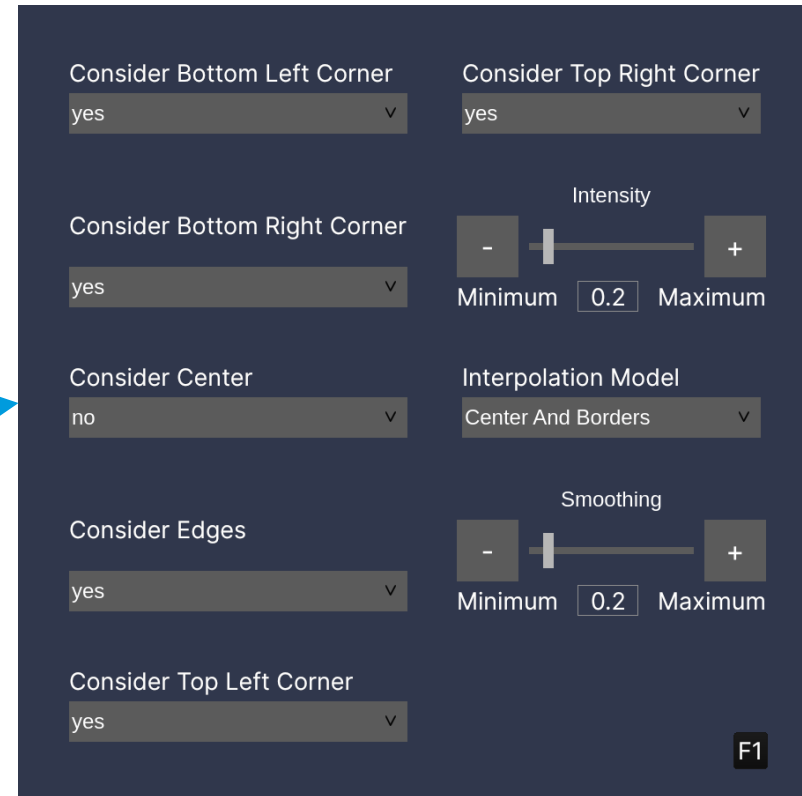 Consider Bottom Left Corner
yes
Consider Top Right Corner
yes
Consider Bottom Right Corner
yes
Intensity
- +
Minimum 0.2 Maximum
Consider Center
no
Interpolation Model
Center And Borders
Consider Edges
yes
Smoothing
- +
Minimum 0.2 Maximum
Consider Top Left Corner
yes
F1